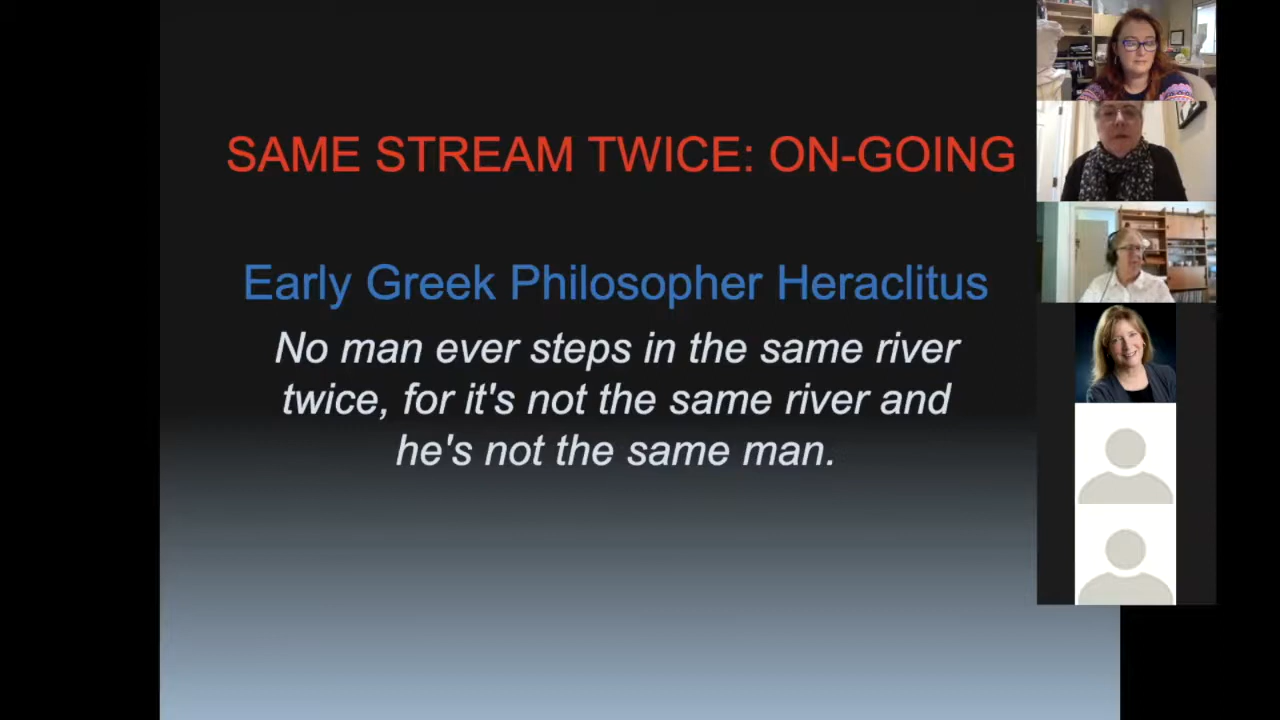 SAME STREAM TWICE: ON-GOING
Early Greek Philosopher Heraclitus
No man ever steps in the same river
twice, for it's not the same river and
he's not the same man.